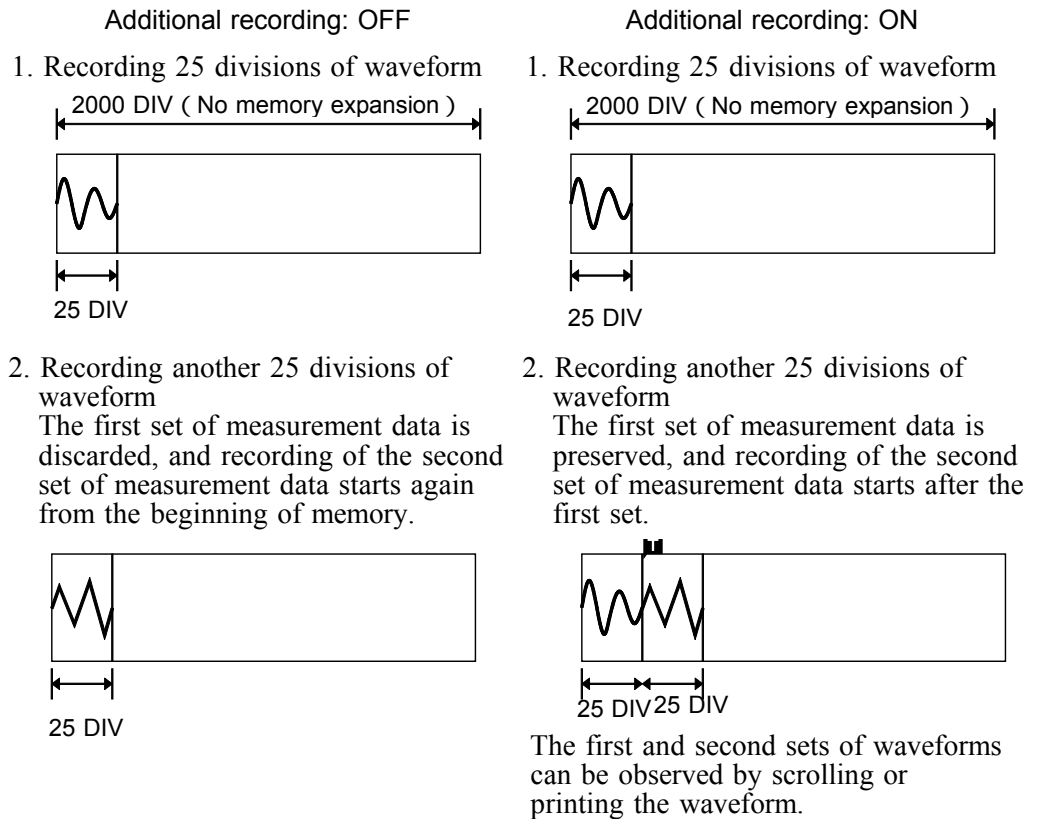 Additional recording: OFF
1. Recording 25 divisions of waveform
2000 DIV ( No memory expansion )
25 DIV
2. Recording another 25 divisions of
waveform
The first set of measurement data is
discarded, and recording of the second
set of measurement data starts again
from the beginning of memory.
25 DIV
Additional recording: ON
1. Recording 25 divisions of waveform
2000 DIV ( No memory expansion )
25 DIV
2. Recording another 25 divisions of
waveform
The first set of measurement data is
preserved, and recording of the second
set of measurement data starts after the
first set.
25 DIV 25 DIV
The first and second sets of waveforms
can be observed by scrolling or
printing the waveform.